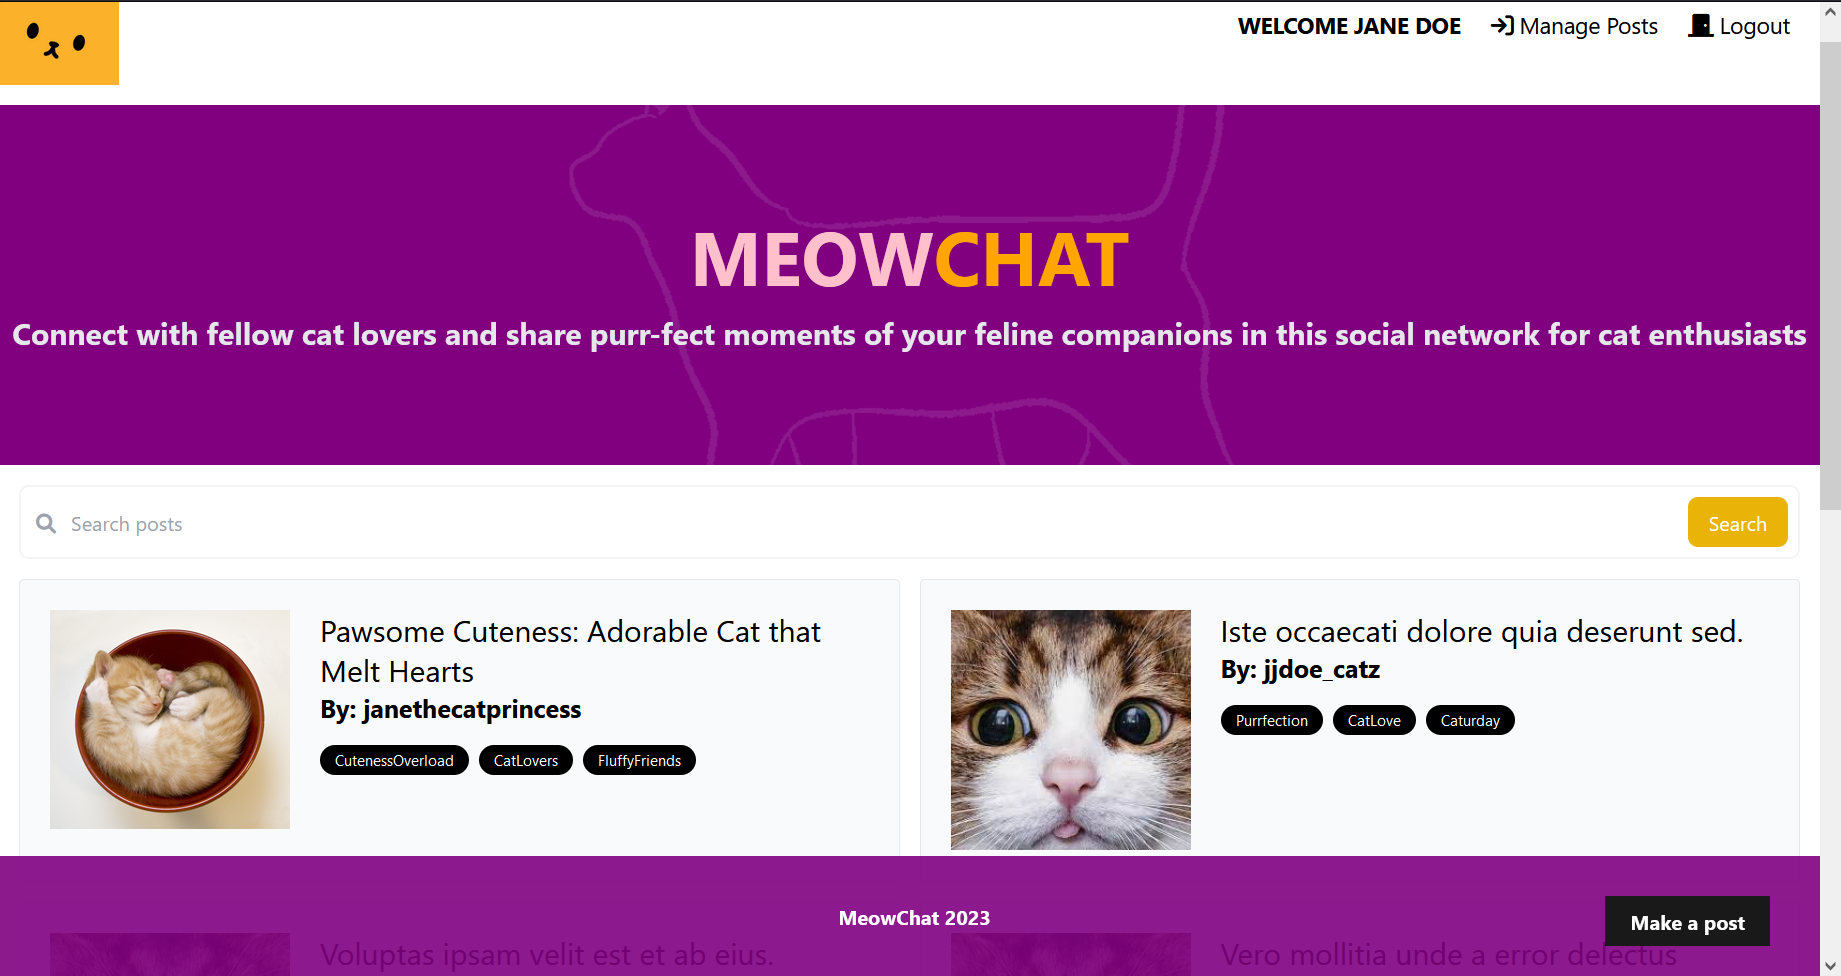 WELCOME JANE DOE Manage Posts Logout
MEOWCHAT
Connect with fellow cat lovers and share purr-fect moments of your feline companions in this social network for cat enthusiasts
Search posts Search
Pawsome Cuteness: Adorable Cat that
Melt Hearts
By: janethecatprincess
CutenessOverload CatLovers FluffyFriends
Iste occaecati dolore quia deserunt sed.
By: jjdoe_catz
Purrfection CatLove Caturday
MeowChat 2023
Make a post
Voluptas ipsam velit est et ab eius.
Vero mollitia unde a error delectus